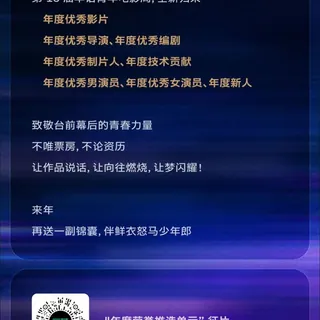 年度优秀影片
年度优秀导演、年度优秀编剧
年度优秀制片人、年度技术贡献
年度优秀男演员、年度优秀女演员、年度新人
致敬台前幕后的青春力量
不唯票房，不论资历
让作品说话，让向往燃烧，让梦闪耀！
来年
再送一副锦囊，伴鲜衣怒马少年郎